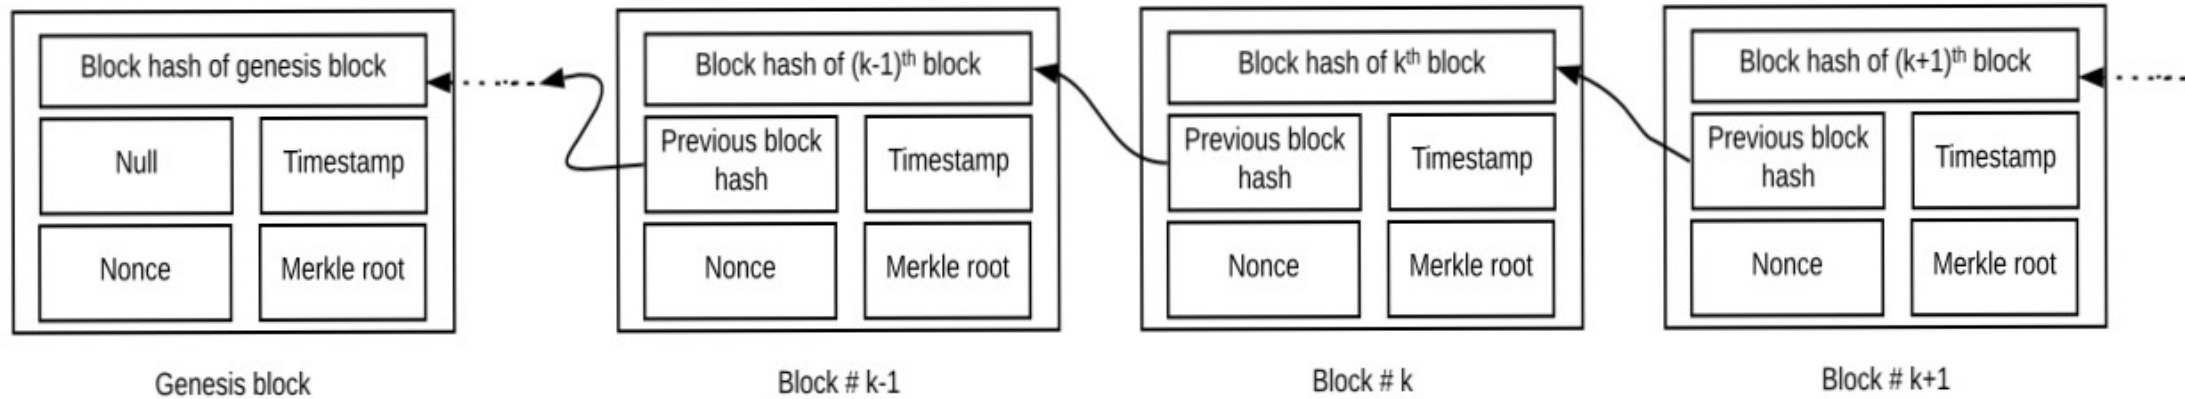 Block hash of genesis block
Null
Timestamp
Nonce
Merkle root
Genesis block
Block hash of (k-1)th block
Previous block
hash
Timestamp
Nonce
Merkle root
Block # k-1
Block hash of kth block
Previous block
hash
Timestamp
Nonce
Merkle root
Block # k
Block hash of (k+1)th block
Previous block
hash
Timestamp
Nonce
Merkle root
Block # k+1